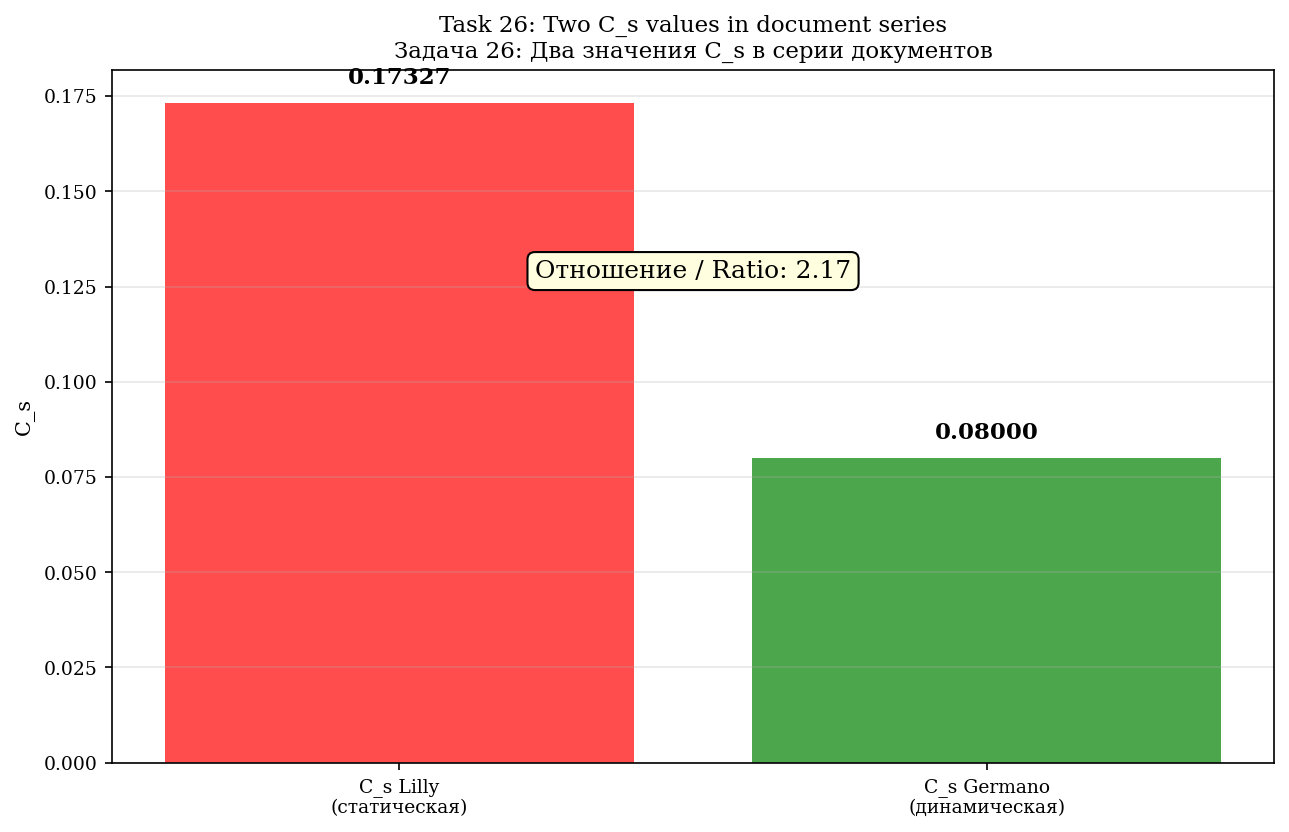 Task 26: Two C_s values in document series
Задача 26: Два значения C_s в серии документов
0.17327
0.175
0.150
Отношение / Ratio: 2.17
0.125
0.100
C_s
0.08000
0.075
0.050
0.025
0.000
C_s Lilly
(статическая)
C_s Germano
(динамическая)